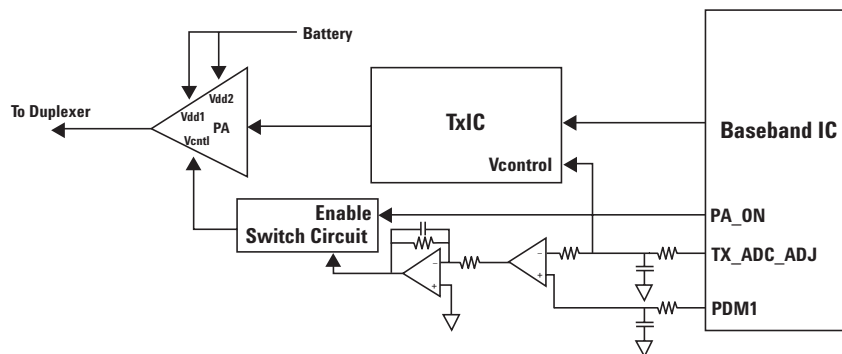 Battery
To Duplexer
Vdd1
Vdd2
PA
Vcntl
TxIC
Vcontrol
Baseband IC
Enable
Switch Circuit
PA_ON
TX_ADC_ADJ
PDM1
−
+
−
+